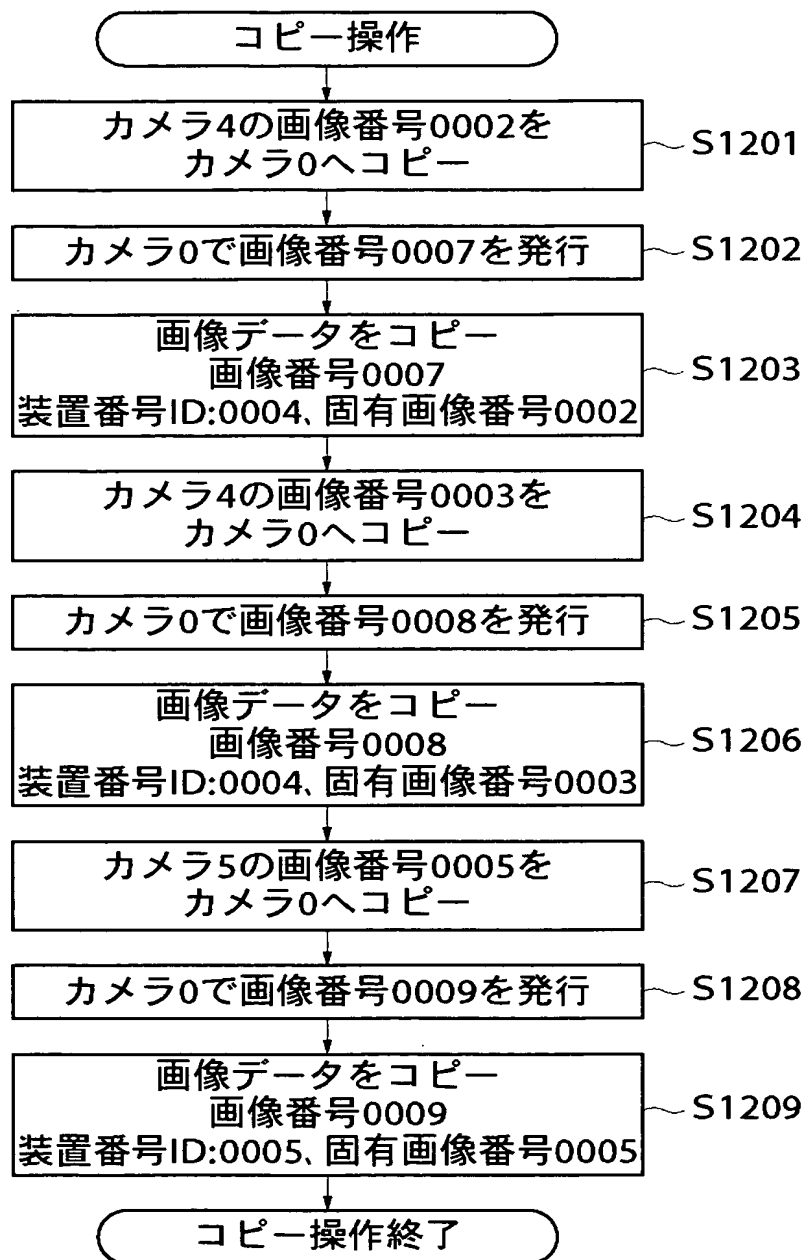 コピー操作
カメラ4の画像番号0002を
カメラ0へコピー
S1201
カメラ0で画像番号0007を発行
S1202
画像データをコピー
画像番号0007
装置番号ID:0004、固有画像番号0002
S1203
カメラ4の画像番号0003を
カメラ0へコピー
S1204
カメラ0で画像番号0008を発行
S1205
画像データをコピー
画像番号0008
装置番号ID:0004、固有画像番号0003
S1206
カメラ5の画像番号0005を
カメラ0へコピー
S1207
カメラ0で画像番号0009を発行
S1208
画像データをコピー
画像番号0009
装置番号ID:0005、固有画像番号0005
S1209
コピー操作終了